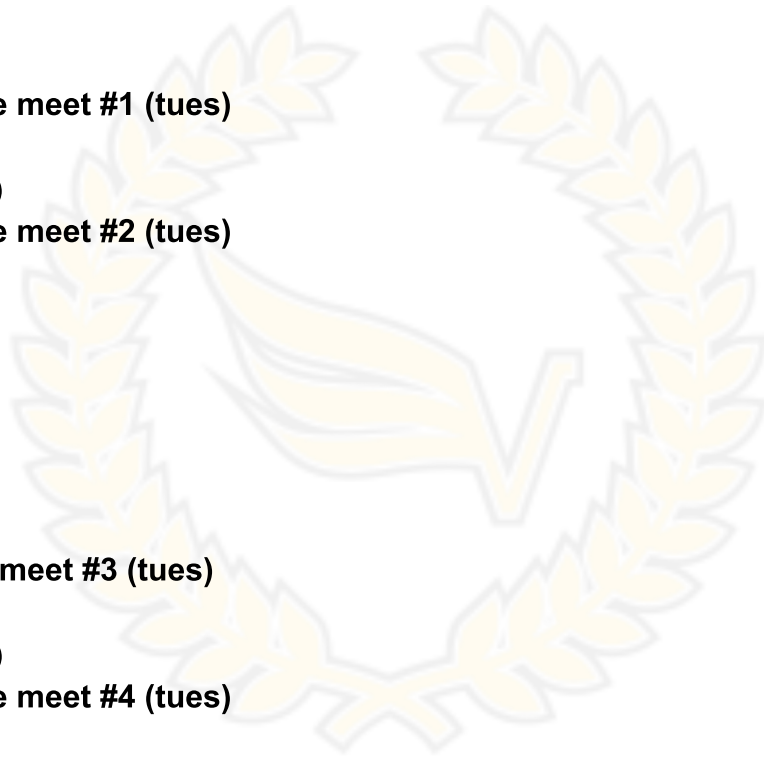 e meet #1 (tues)
)
e meet #2 (tues)
meet #3 (tues)
)
e meet #4 (tues)